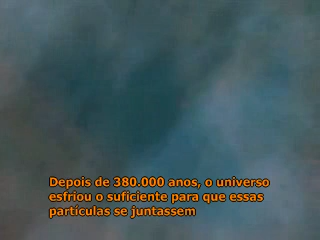 Depois de 380.000 anos, o universo
esfriou o suficiente para que essas
partículas se juntassem